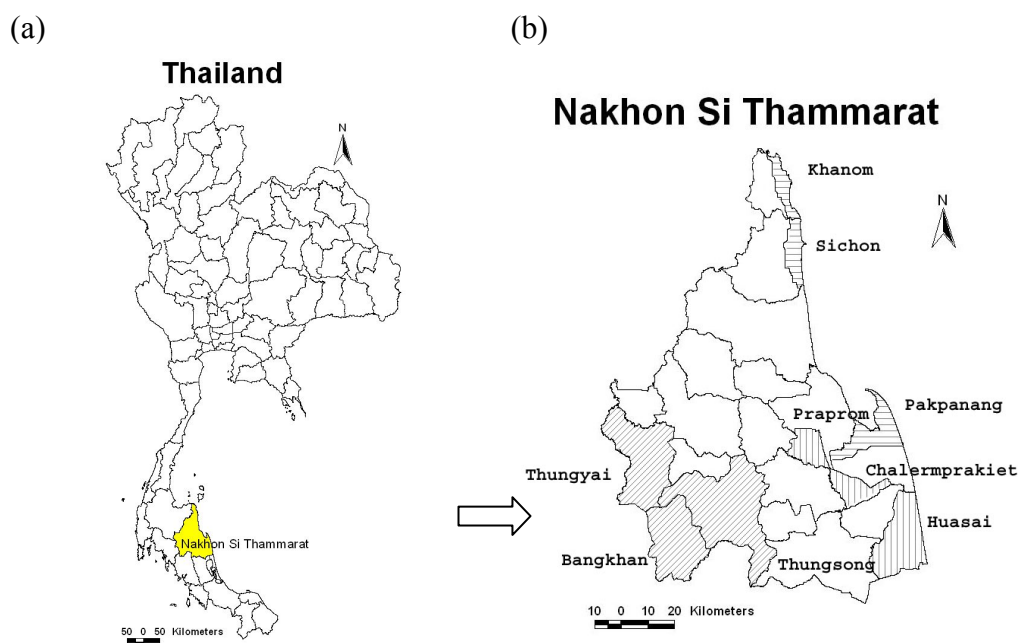 (a)
Thailand
N
Nakhon Si Thammarat
50 0 50 Kilometers
(b)
Nakhon Si Thammarat
N
Khanom
Sichon
Pakpanang
Praprom
Chalermprakiet
Thungyai
Huasai
Bangkhan
Thungsong
10 0 10 20 Kilometers